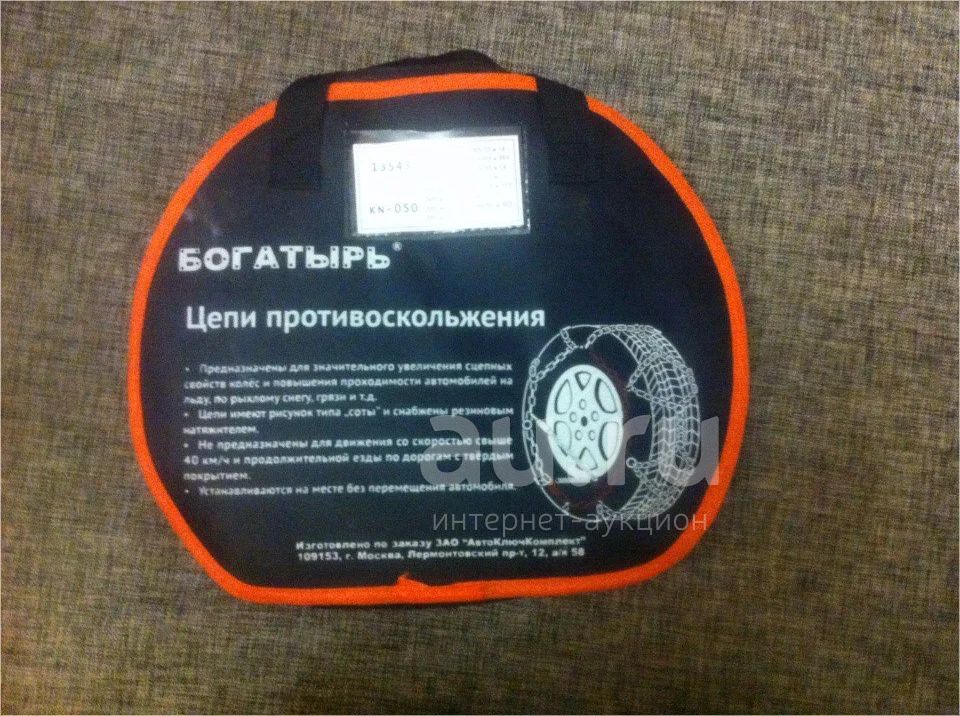 13543
KN-050
БОГАТЫРЬ®
Цепи противоскольжения
• Предназначены для значительного увеличения сцепных
свойств колёс и повышения проходимости автомобилей на
льду, по рыхлому снегу, грязи и т.д.
• Цепи имеют рисунок типа „соты" и снабжены резиновым
натяжителем.
• Не предназначены для движения со скоростью свыше
40 км/ч и продолжительной езды по дорогам с твёрдым
покрытием.
• Устанавливаются на месте без перемещения автомобиля.
au.ru
интернет-аукцион
Изготовлено по заказу ЗАО "АвтоКлючКомплект"
109153, г. Москва, Лермонтовский пр-т, 12, а/я 58